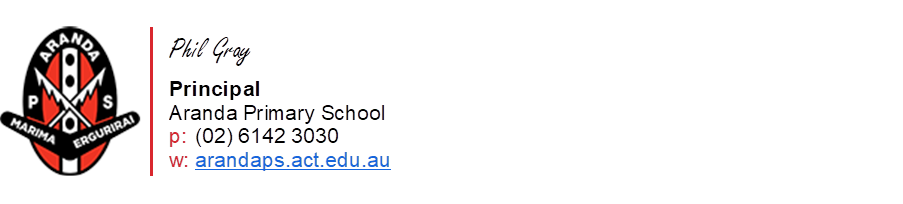 ARANDA
P S
MARIMA ERGURIRAI
Phil Gray
Principal
Aranda Primary School
p: (02) 6142 3030
w: arandaps.act.edu.au